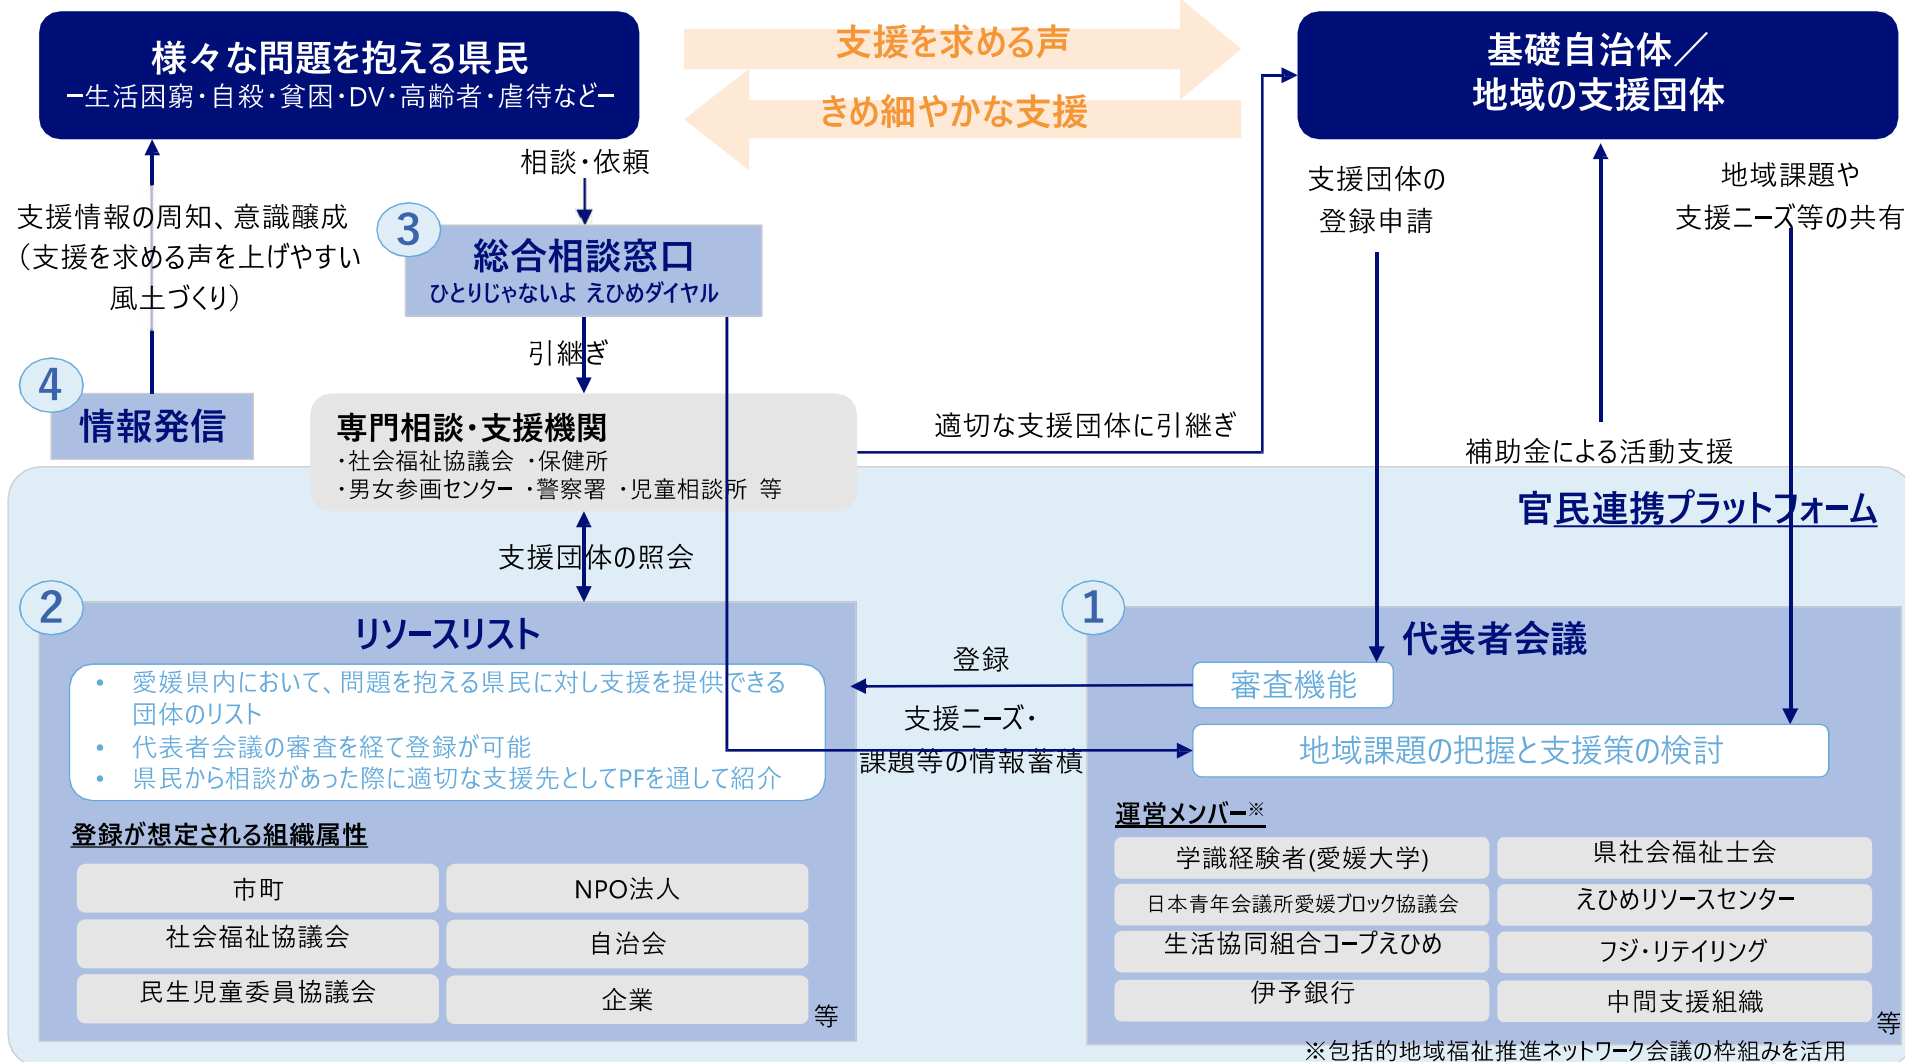 様々な問題を抱える県民
ー生活困窮・自殺・貧困・DV・高齢者・虐待などー
支援を求める声
きめ細やかな支援
基礎自治体／
地域の支援団体
相談・依頼
支援情報の周知、意識醸成
（支援を求める声を上げやすい
風土づくり）
③
総合相談窓口
ひとりじゃないよ えひめダイヤル
支援団体の
登録申請
地域課題や
支援ニーズ等の共有
引継ぎ
④
情報発信
専門相談・支援機関
・社会福祉協議会 ・保健所
・男女参画センター ・警察署 ・児童相談所 等
適切な支援団体に引継ぎ
補助金による活動支援
官民連携プラットフォーム
支援団体の照会
②
リソースリスト
• 愛媛県内において、問題を抱える県民に対し支援を提供できる
団体のリスト
• 代表者会議の審査を経て登録が可能
• 県民から相談があった際に適切な支援先としてPFを通して紹介
登録が想定される組織属性
市町
NPO法人
社会福祉協議会
自治会
民生児童委員協議会
企業
等
登録
支援ニーズ・
課題等の情報蓄積
①
代表者会議
審査機能
地域課題の把握と支援策の検討
運営メンバー※
学識経験者(愛媛大学)
県社会福祉士会
日本青年会議所愛媛ブロック協議会
えひめリソースセンター
生活協同組合コープえひめ
フジ・リテイリング
伊予銀行
中間支援組織
等
※包括的地域福祉推進ネットワーク会議の枠組みを活用